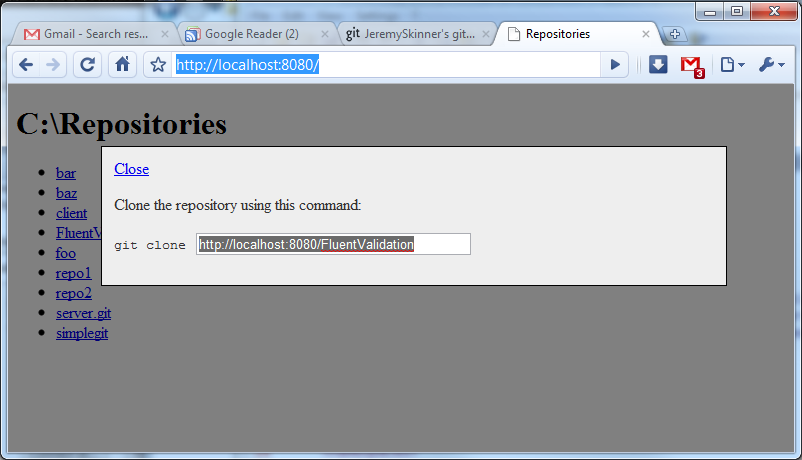 Gmail - Search res...
Google Reader (2)
git JeremySkinner's git...
Repositories
http://localhost:8080/
3
C:\Repositories
bar
baz
client
FluentV
foo
repo1
repo2
server.git
simplegit
Close
Clone the repository using this command:
git clone http://localhost:8080/FluentValidation